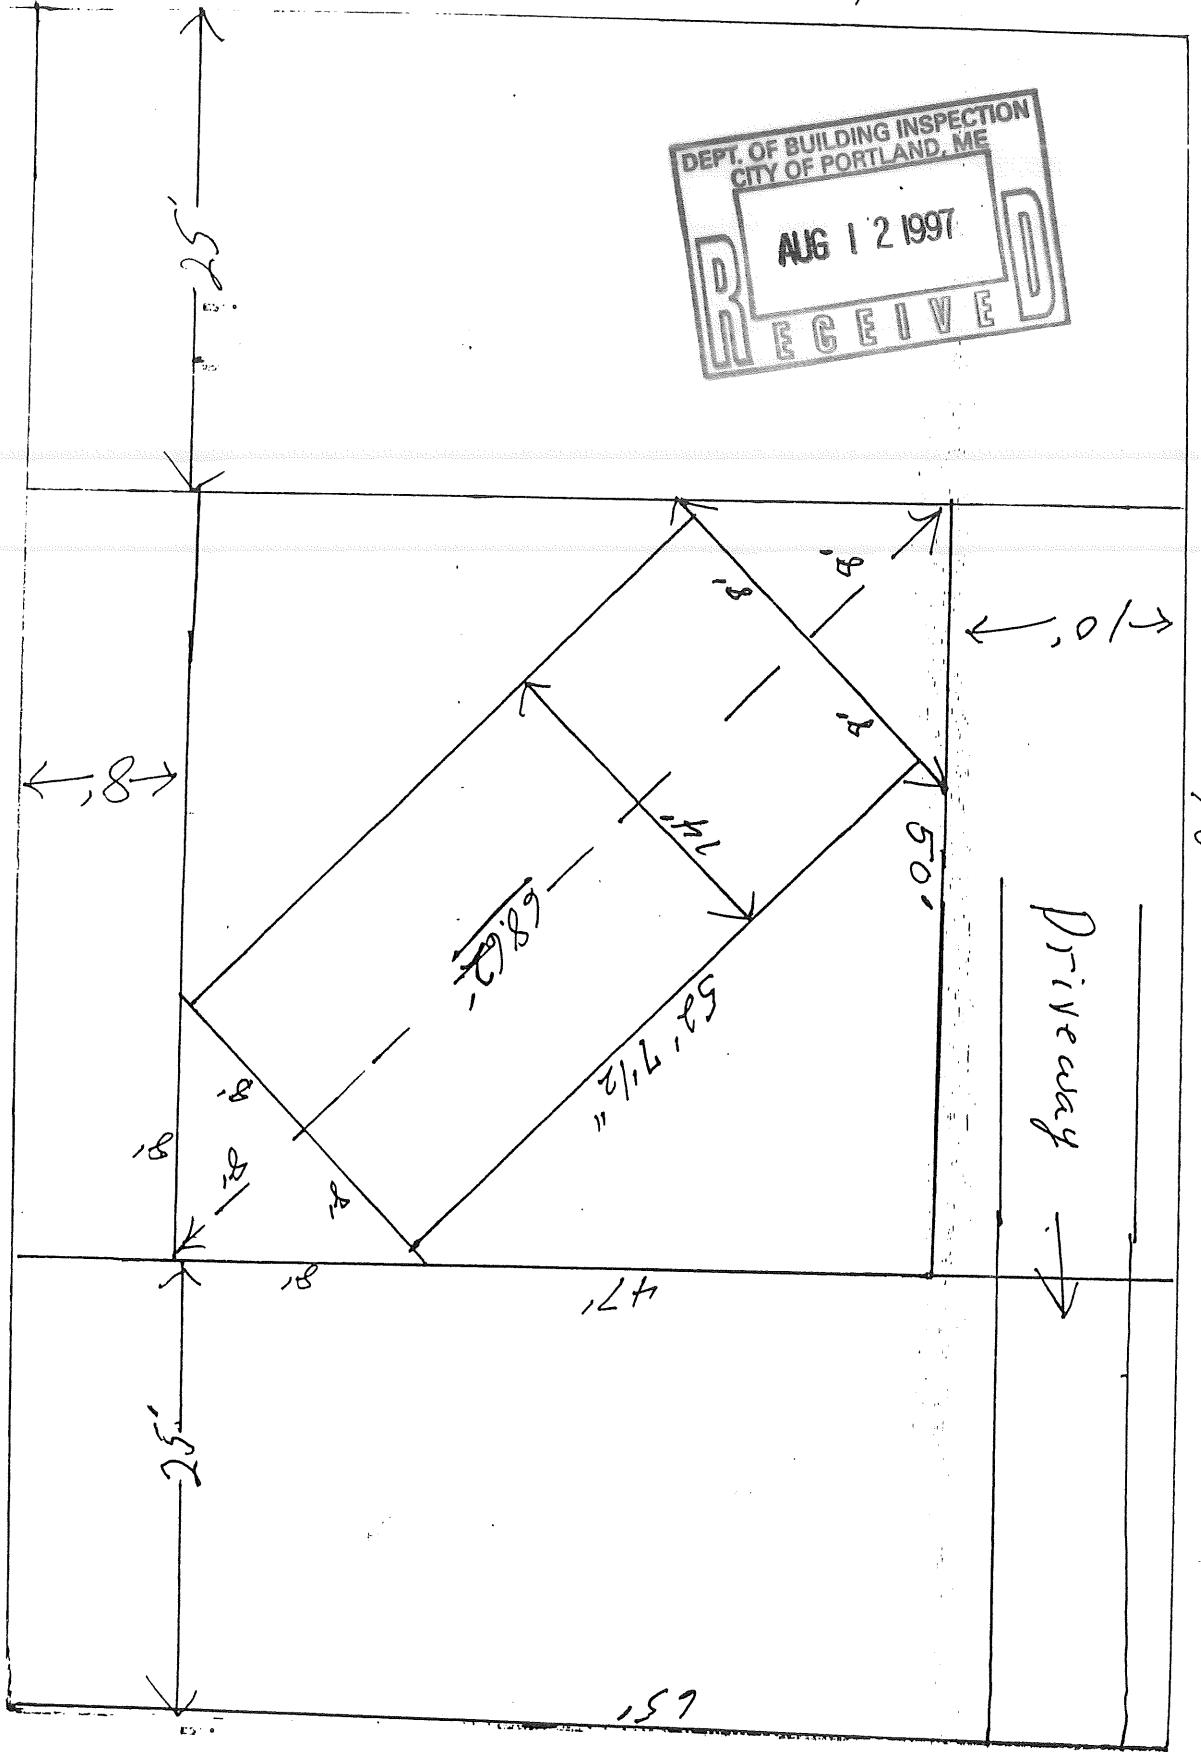 DEPT. OF BUILDING INSPECTION
CITY OF PORTLAND, ME
AUG 12 1997
RECEIVED
25'
10'
8'
8'
8'
8'
14'
50'
Driveway
68.62'
52' 7 1/2"
8'
8'
8'
8'
8'
47'
25'
65'